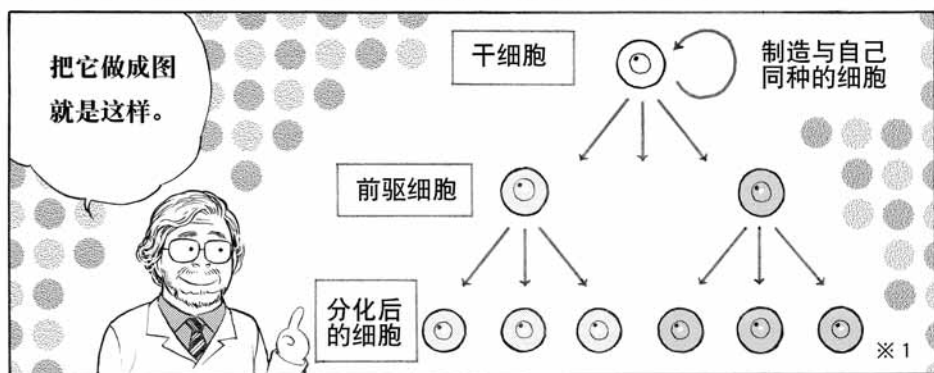 把它做成图
就是这样。
干细胞
制造与自己
同种的细胞
前驱细胞
分化后
的细胞
※1